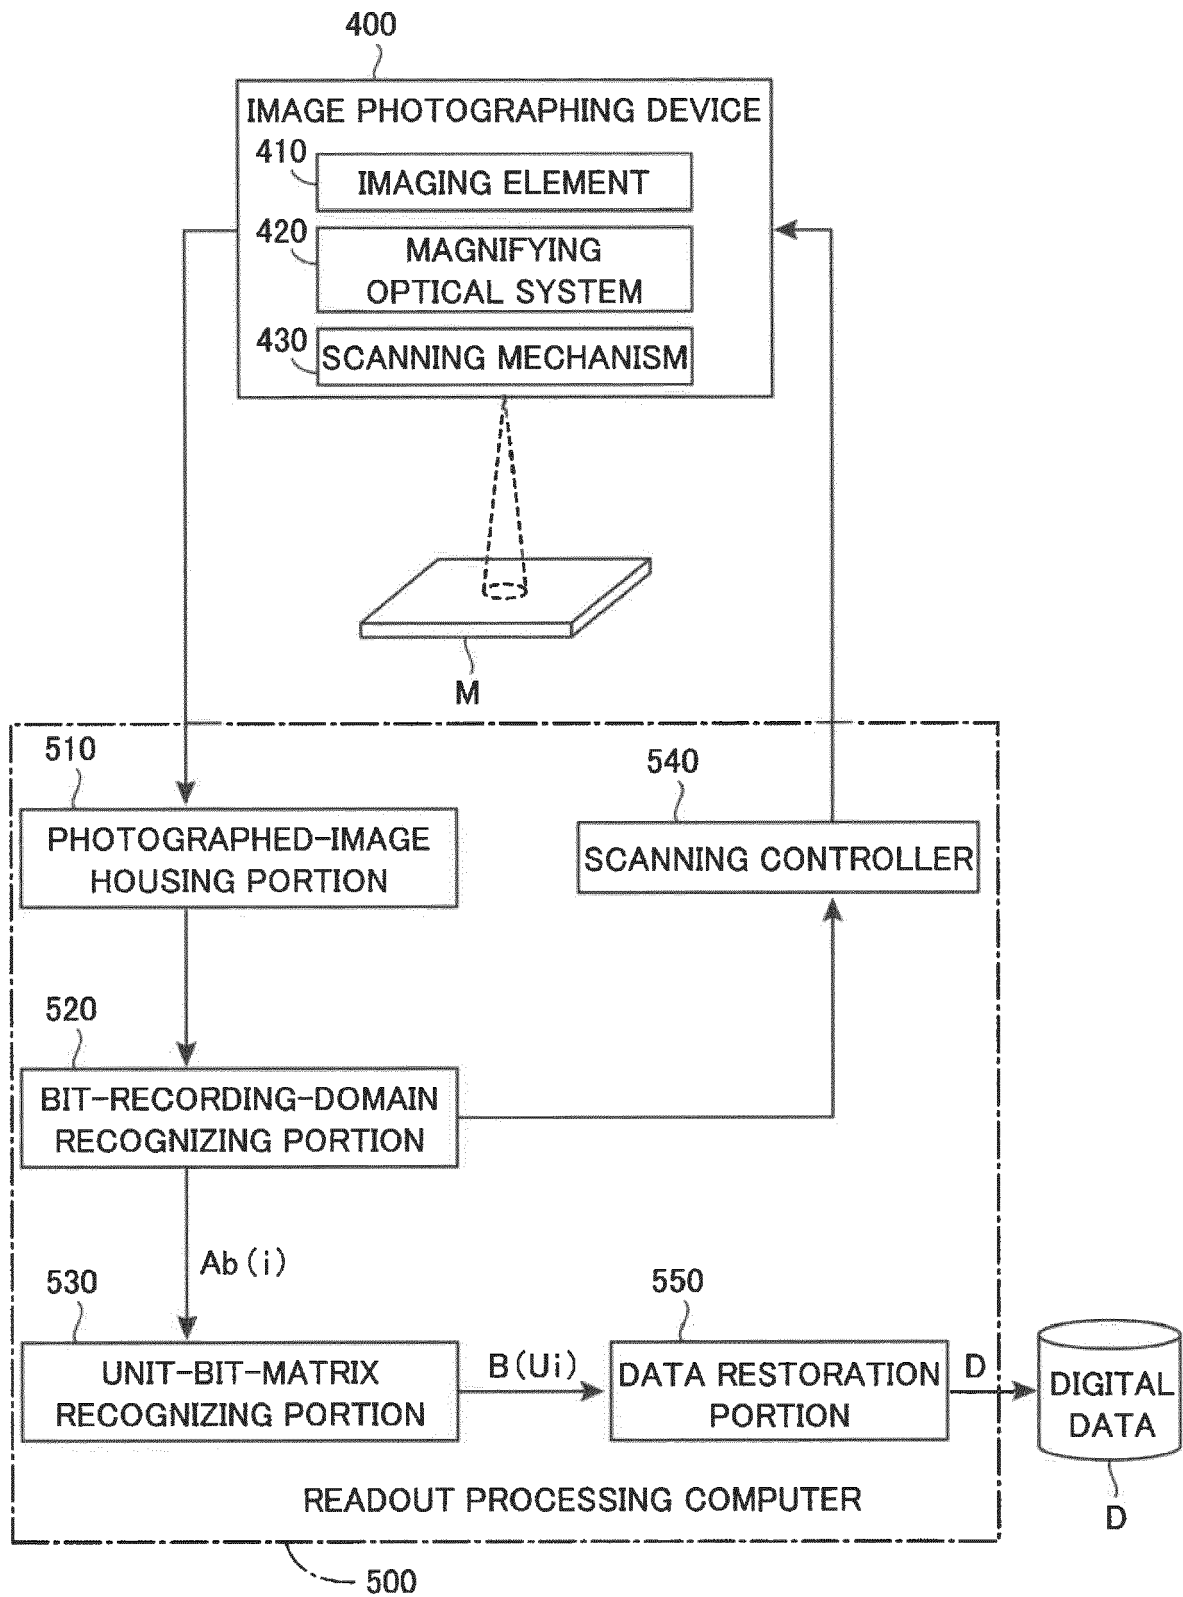 400
IMAGE PHOTOGRAPHING DEVICE
410
IMAGING ELEMENT
420
MAGNIFYING
OPTICAL SYSTEM
430
SCANNING MECHANISM
M
510
PHOTOGRAPHED-IMAGE
HOUSING PORTION
540
SCANNING CONTROLLER
520
BIT-RECORDING-DOMAIN
RECOGNIZING PORTION
Ab(i)
530
UNIT-BIT-MATRIX
RECOGNIZING PORTION
B(Ui)
550
DATA RESTORATION
PORTION
D
DIGITAL
DATA
D
READOUT PROCESSING COMPUTER
500